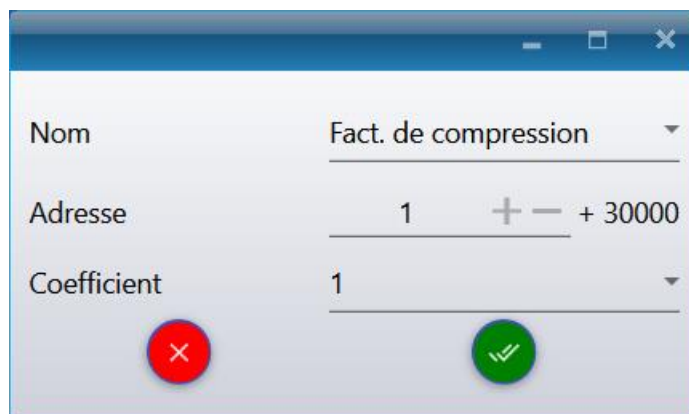 Nom Fact. de compression
Adresse 1 + 30000
Coefficient 1